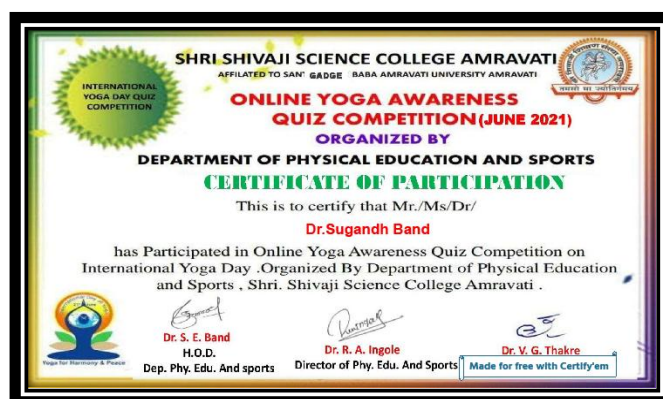 SHRI SHIVAJI SCIENCE COLLEGE AMRAVATI
AFFILATED TO SANT GADGE BABA AMRAVATI UNIVERSITY AMRAVATI
INTERNATIONAL
YOGA DAY QUIZ
COMPETITION
तमसो मा ज्योतिर्गमय
ONLINE YOGA AWARENESS
QUIZ COMPETITION (JUNE 2021)
ORGANIZED BY
DEPARTMENT OF PHYSICAL EDUCATION AND SPORTS
CERTIFICATE OF PARTICIPATION
This is to certify that Mr./Ms/Dr/
Dr.Sugandh Band
has Participated in Online Yoga Awareness Quiz Competition on
International Yoga Day .Organized By Department of Physical Education
and Sports , Shri. Shivaji Science College Amravati .
Yoga for Harmony & Peace
Dr. S. E. Band
H.O.D.
Dep. Phy. Edu. And sports
Dr. R. A. Ingole
Director of Phy. Edu. And Sports
Dr. V. G. Thakre
Made for free with Certify'em